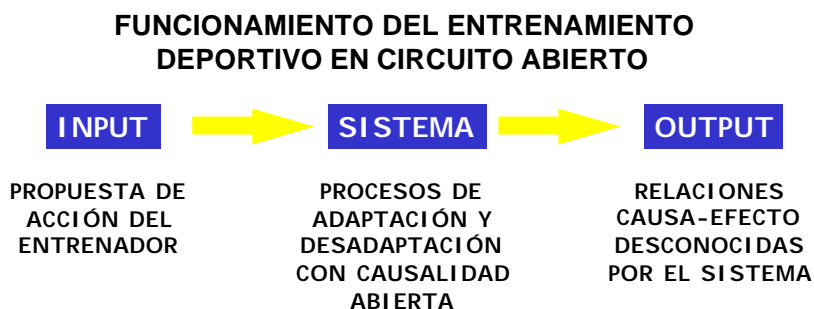 FUNCIONAMIENTO DEL ENTRENAMIENTO
DEPORTIVO EN CIRCUITO ABIERTO
INPUT
SISTEMA
OUTPUT
PROPUESTA DE
ACCIÓN DEL
ENTRENADOR
PROCESOS DE
ADAPTACIÓN Y
DESADAPTACIÓN
CON CAUSALIDAD
ABIERTA
RELACIONES
CAUSA-EFECTO
DESCONOCIDAS
POR EL SISTEMA